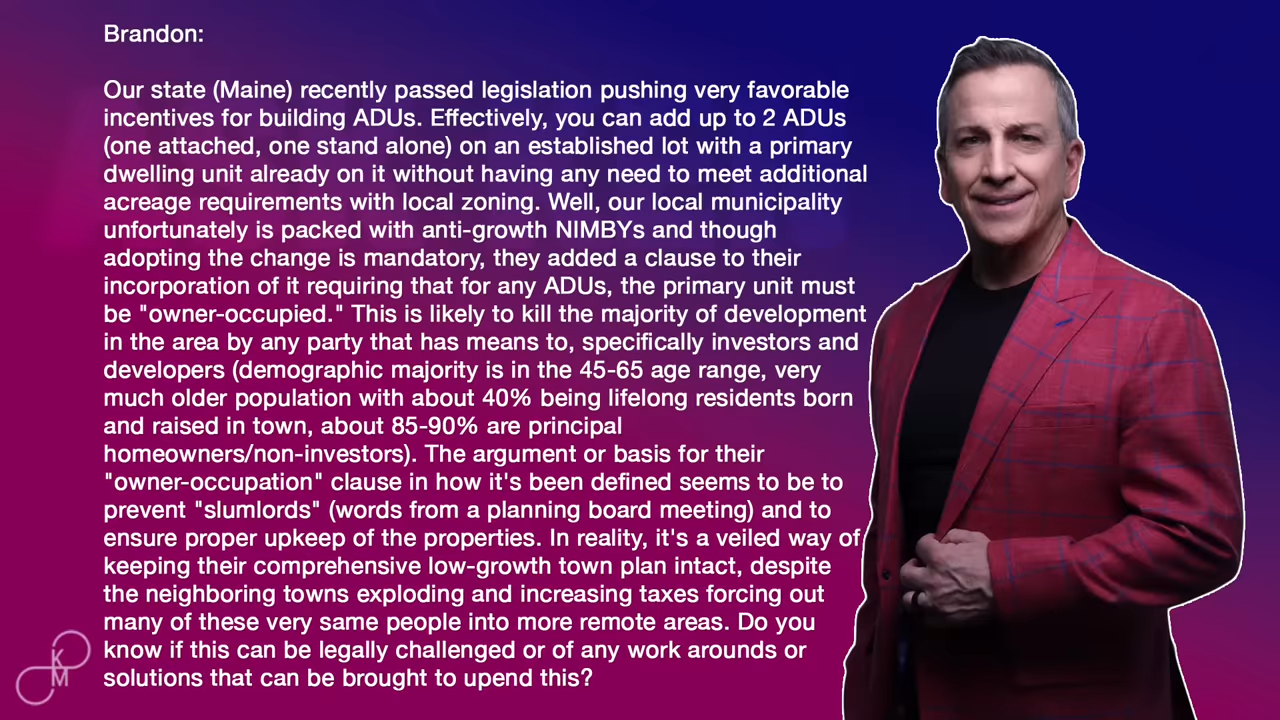 Brandon:
Our state (Maine) recently passed legislation pushing very favorable
incentives for building ADUs. Effectively, you can add up to 2 ADUs
(one attached, one stand alone) on an established lot with a primary
dwelling unit already on it without having any need to meet additional
acreage requirements with local zoning. Well, our local municipality
unfortunately is packed with anti-growth NIMBYs and though
adopting the change is mandatory, they added a clause to their
incorporation of it requiring that for any ADUs, the primary unit must
be "owner-occupied." This is likely to kill the majority of development
in the area by any party that has means to, specifically investors and
developers (demographic majority is in the 45-65 age range, very
much older population with about 40% being lifelong residents born
and raised in town, about 85-90% are principal
homeowners/non-investors). The argument or basis for their
"owner-occupation" clause in how it's been defined seems to be to
prevent "slumlords" (words from a planning board meeting) and to
ensure proper upkeep of the properties. In reality, it's a veiled way of
keeping their comprehensive low-growth town plan intact, despite
the neighboring towns exploding and increasing taxes forcing out
many of these very same people into more remote areas. Do you
know if this can be legally challenged or of any work arounds or
solutions that can be brought to upend this?
K
M